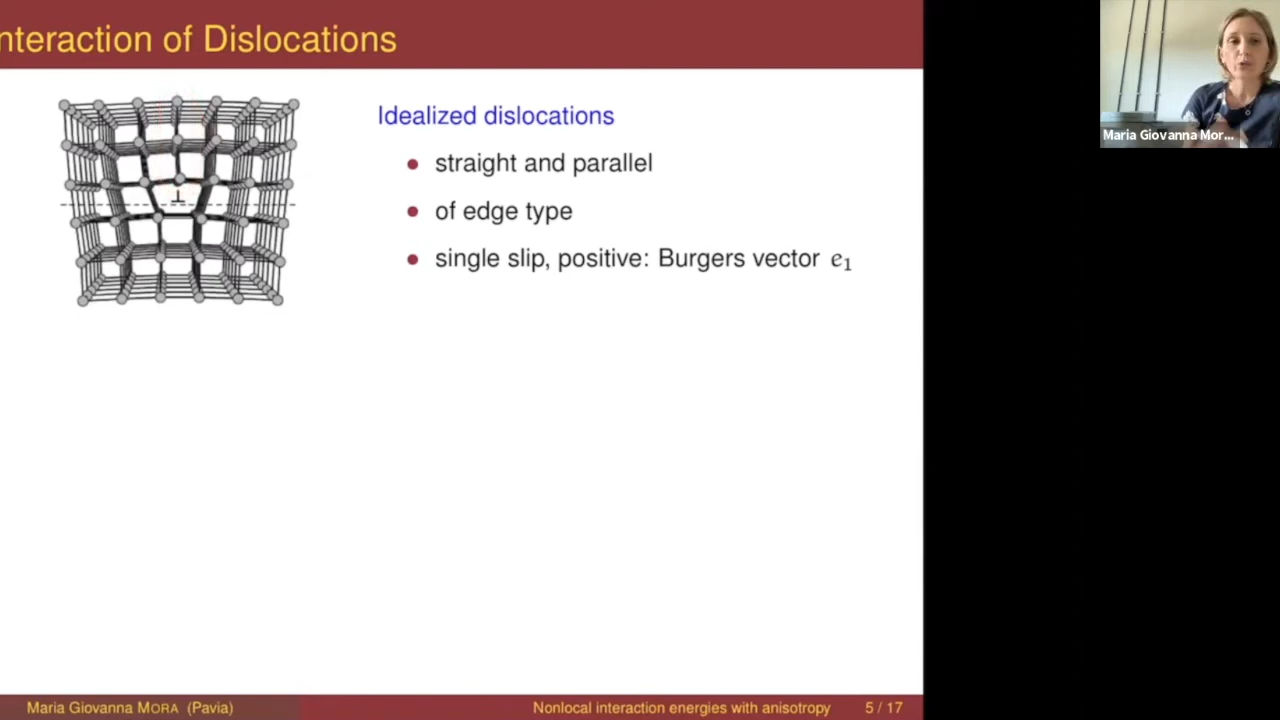 nteraction of Dislocations
Idealized dislocations
• straight and parallel
• of edge type
• single slip, positive: Burgers vector e₁
Maria Giovanna Mor...
Maria Giovanna MORA (Pavia)
Nonlocal interaction energies with anisotropy 5 / 17